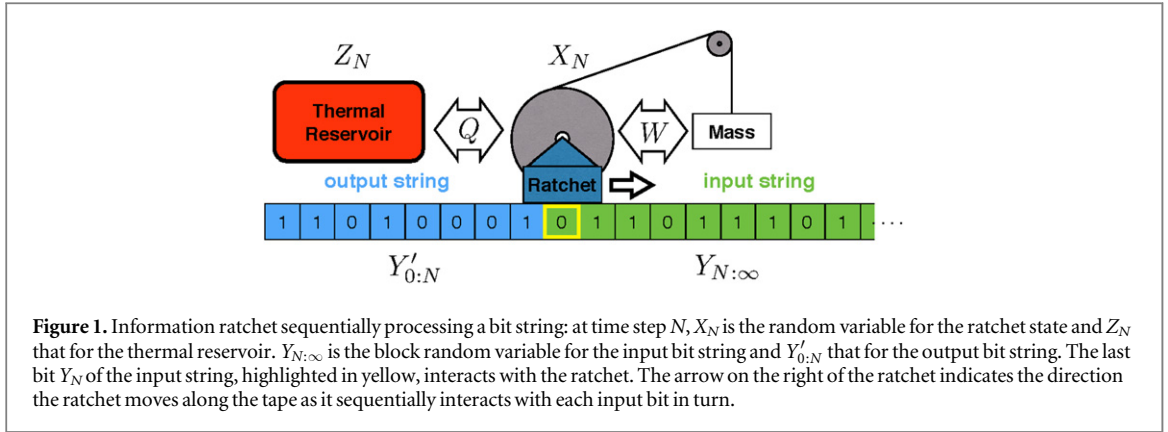 Z_N
X_N
Thermal
Reservoir
Q
W
Mass
output string
Ratchet
input string
1 1 0 1 0 0 0 1 0 1 1 0 1 1 1 0 1 ....
Y'_{0:N}
Y_{N:∞}
Figure 1. Information ratchet sequentially processing a bit string: at time step N, X_N is the random variable for the ratchet state and Z_N
that for the thermal reservoir. Y_{N:∞} is the block random variable for the input bit string and Y'_{0:N} that for the output bit string. The last
bit Y_N of the input string, highlighted in yellow, interacts with the ratchet. The arrow on the right of the ratchet indicates the direction
the ratchet moves along the tape as it sequentially interacts with each input bit in turn.